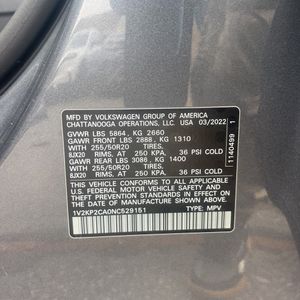 MFD BY VOLKSWAGEN GROUP OF AMERICA
CHATTANOOGA OPERATIONS, LLC. USA 03/2022
GVWR LBS 5864, KG 2660
GAWR FRONT LBS 2888, KG 1310
WITH 255/50R20 TIRES,
8JX20 RIMS, AT 250 KPA, 36 PSI COLD
GAWR REAR LBS 3086, KG 1400
WITH 255/50R20 TIRES,
8JX20 RIMS, AT 250 KPA, 36 PSI COLD
THIS VEHICLE CONFORMS TO ALL APPLICABLE
U.S. FEDERAL MOTOR VEHICLE SAFETY AND
THEFT PREVENTION STANDARDS IN EFFECT
ON THE DATE OF MANUFACTURE SHOWN ABOVE.
1V2KP2CA0NC529151 TYPE: MPV
1140499 1